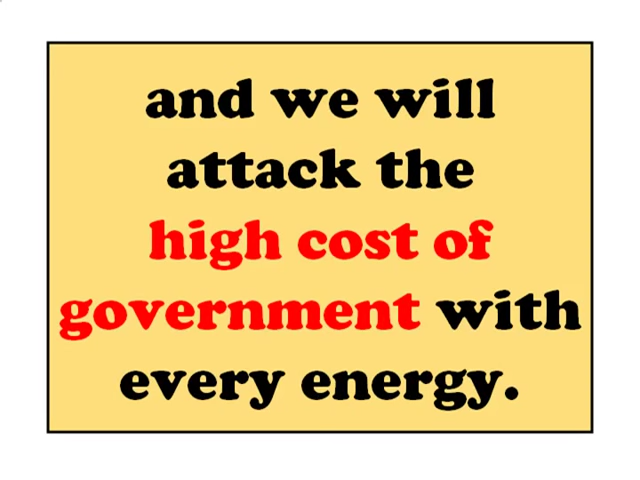 and we will
attack the
high cost of
government with
every energy.